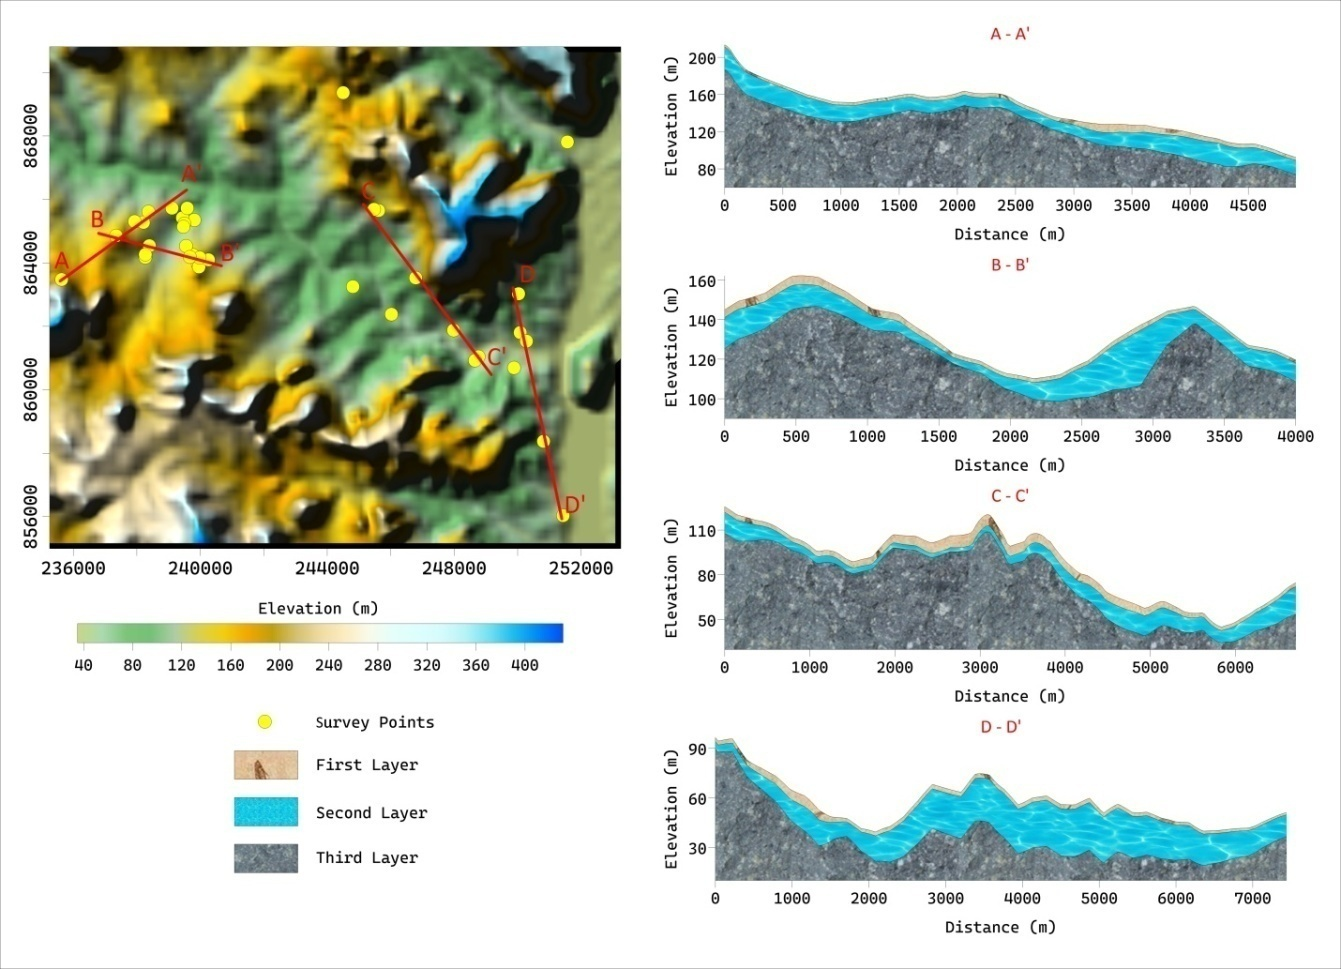 868000
864000
860000
856000
236000 240000 244000 248000 252000
A'
B
A
B'
C
D
C'
D'
Elevation (m)
40 80 120 160 200 240 280 320 360 400
Survey Points
First Layer
Second Layer
Third Layer
A - A'
Elevation (m)
200
160
120
80
0 500 1000 1500 2000 2500 3000 3500 4000 4500
Distance (m)
B - B'
Elevation (m)
160
140
120
100
0 500 1000 1500 2000 2500 3000 3500 4000
Distance (m)
C - C'
Elevation (m)
110
80
50
0 1000 2000 3000 4000 5000 6000
Distance (m)
D - D'
Elevation (m)
90
60
30
0 1000 2000 3000 4000 5000 6000 7000
Distance (m)